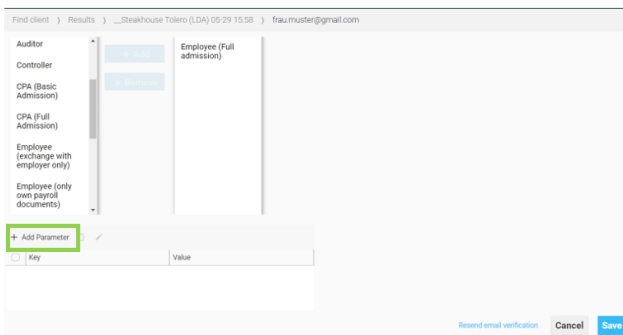 Find client > Results > __Steakhouse Tolero (LDA) 05-29 15:58 > frau.muster@gmail.com
Auditor
Controller
CPA (Basic
Admission)
CPA (Full
Admission)
Employee
(exchange with
employer only)
Employee (only
own payroll
documents)
+ Add
Employee (Full
admission)
+ Add Parameter
Key Value
Resend email verification Cancel Save